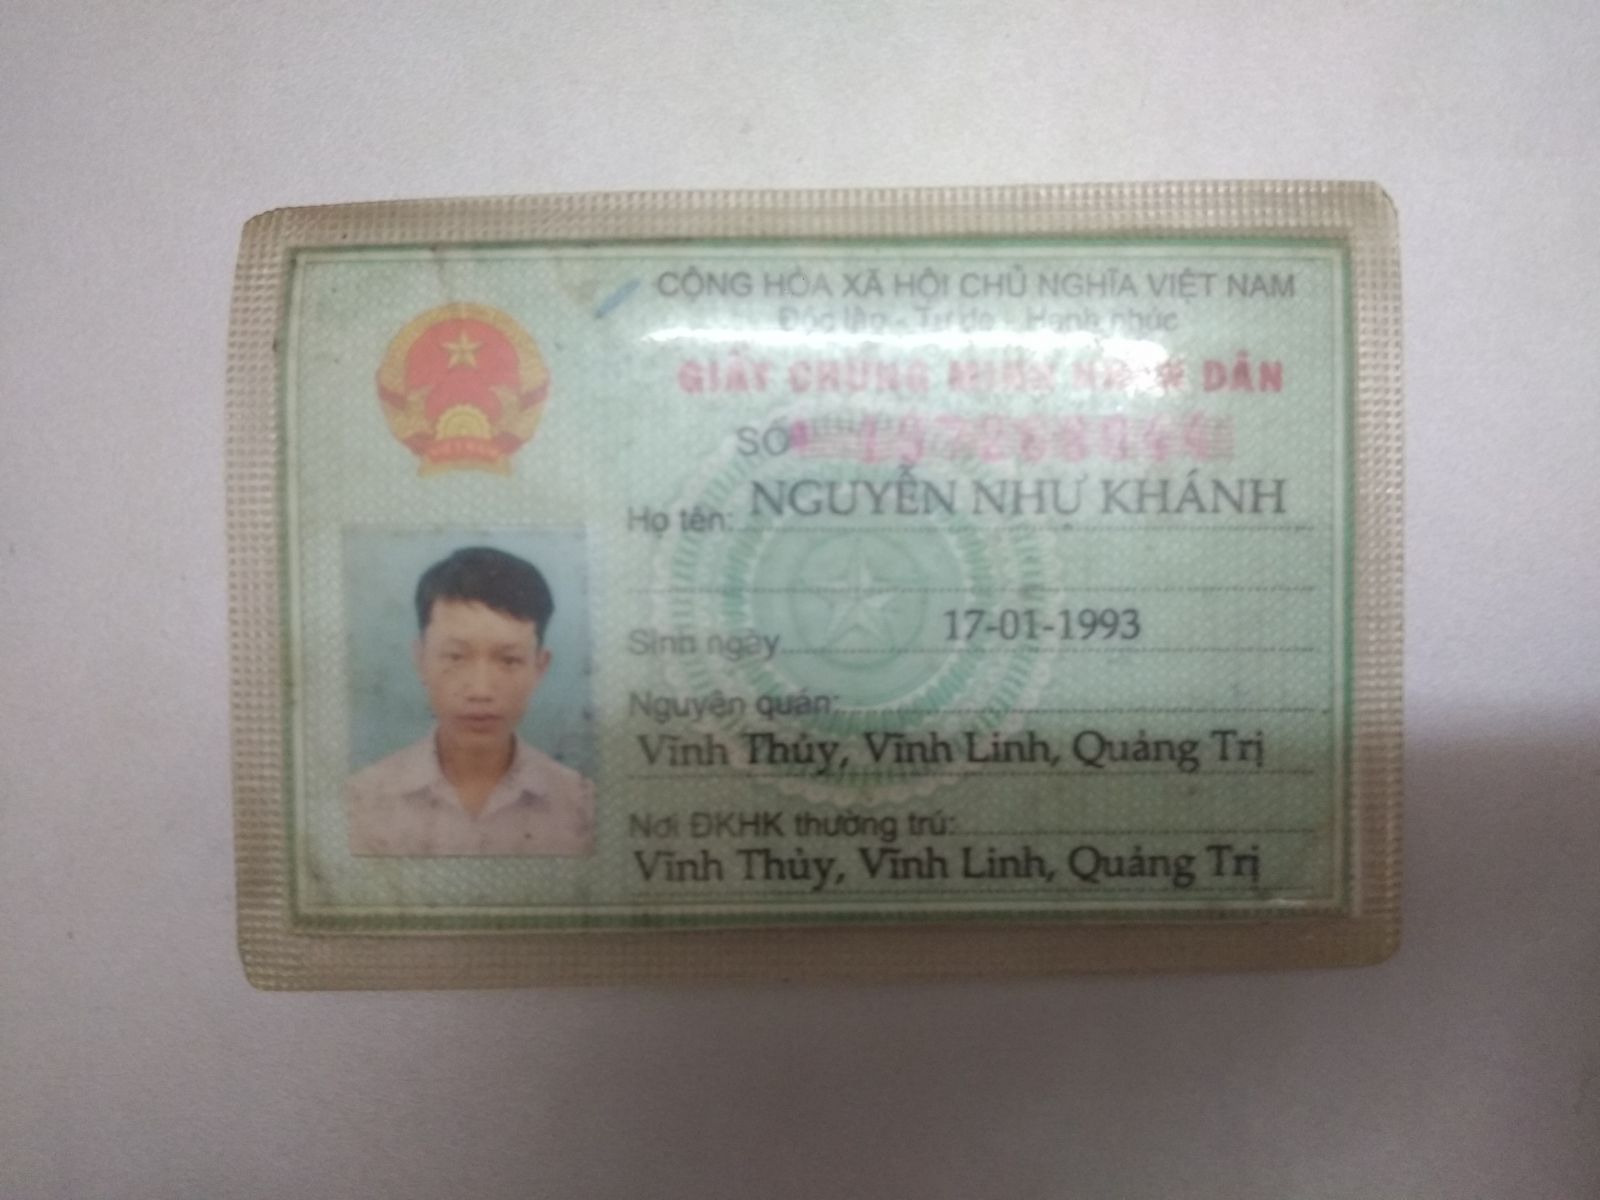 CỘNG HÒA XÃ HỘI CHỦ NGHĨA VIỆT NAM
Độc lập - Tự do - Hạnh phúc
GIẤY CHỨNG MINH NHÂN DÂN
SỐ
Họ tên: NGUYỄN NHƯ KHÁNH
Sinh ngày 17-01-1993
Nguyên quán:
Vĩnh Thủy, Vĩnh Linh, Quảng Trị
Nơi ĐKHK thường trú:
Vĩnh Thủy, Vĩnh Linh, Quảng Trị